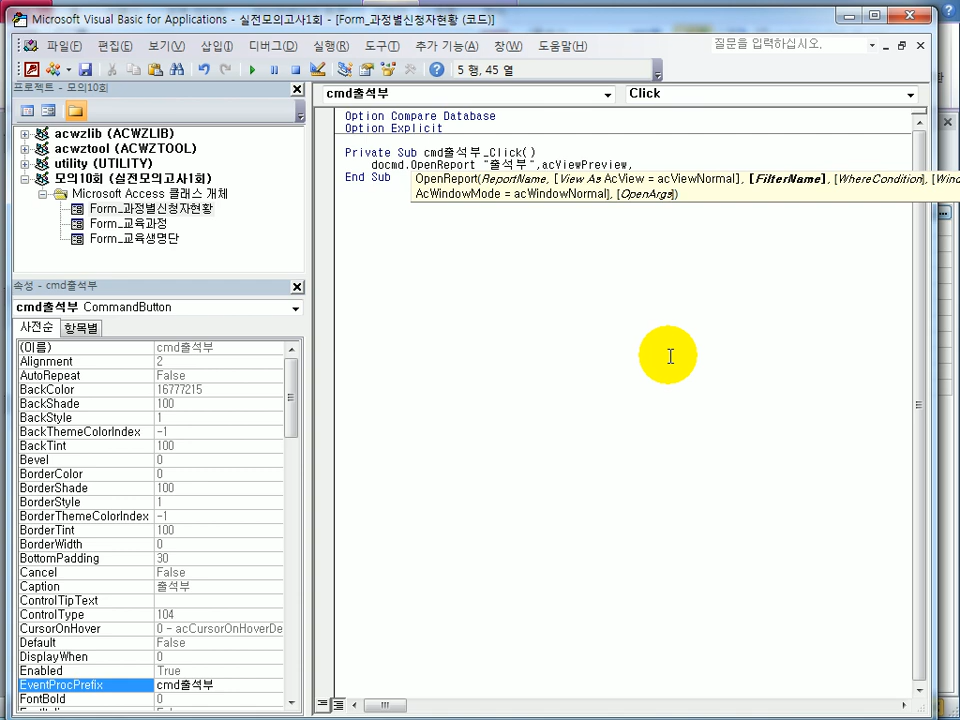 Microsoft Visual Basic for Applications - 실전모의고사1회 - [Form_과정별신청자현황 (코드)]
파일(F) 편집(E) 보기(V) 삽입(I) 디버그(D) 실행(R) 도구(T) 추가 기능(A) 창(W) 도움말(H) 질문을 입력하십시오.
5 행, 45 열
프로젝트 - 모의10회
cmd출석부 Click
acwzlib (ACWZLIB)
acwztool (ACWZTOOL)
utility (UTILITY)
모의10회 (실전모의고사1회)
Microsoft Access 클래스 개체
Form_과정별신청자현황
Form_교육과정
Form_교육생명단
Option Compare Database
Option Explicit
Private Sub cmd출석부_Click()
docmd.OpenReport "출석부",acViewPreview,
End Sub
OpenReport(ReportName, [View As AcView = acViewNormal], [FilterName], [WhereCondition], [Wind
AcWindowMode = acWindowNormal], [OpenArgs])
속성 - cmd출석부
cmd출석부 CommandButton
사전순 항목별
(이름) cmd출석부
Alignment 2
AutoRepeat False
BackColor 16777215
BackShade 100
BackStyle 1
BackThemeColorIndex -1
BackTint 100
Bevel 0
BorderColor 0
BorderShade 100
BorderStyle 1
BorderThemeColorIndex -1
BorderTint 100
BorderWidth 0
BottomPadding 30
Cancel False
Caption 출석부
ControlTipText
ControlType 104
CursorOnHover 0 - acCursorOnHoverDe
Default False
DisplayWhen 0
Enabled True
EventProcPrefix cmd출석부
FontBold 0